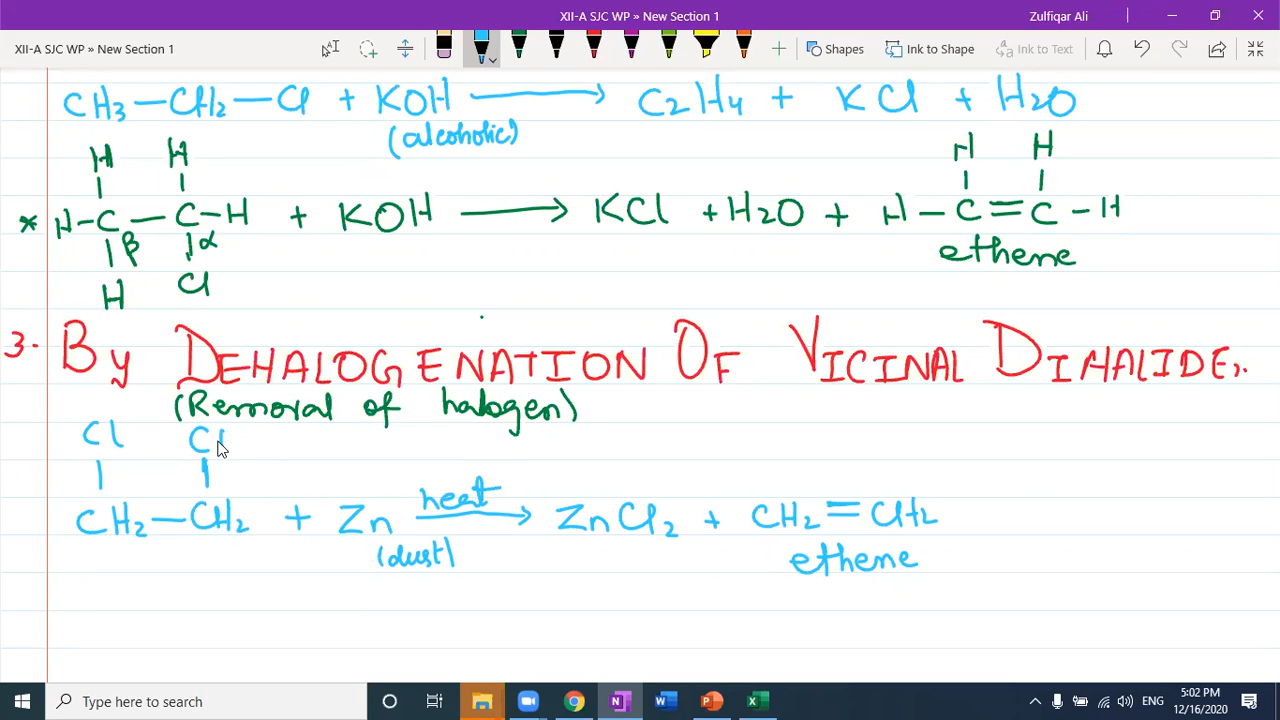 XII-A SJC WP » New Section 1
Zulfiqar Ali
XII-A SJC WP » New Section 1
Shapes
Ink to Shape
Ink to Text
CH3—CH2—Cl + KOH ⟶ C2H4 + KCl + H2O
(alcoholic)
H H H H
* H-C—C-H + KOH ⟶ KCl + H2O + H—C=C-H
β α ethene
H Cl
3. By DEHALOGENATION OF VICINAL DIHALIDE.
(Removal of halogen)
Cl Cl
CH2—CH2 + Zn heat⟶ ZnCl2 + CH2=CH2
(dust) ethene
Type here to search
ENG
5:02 PM
12/16/2020